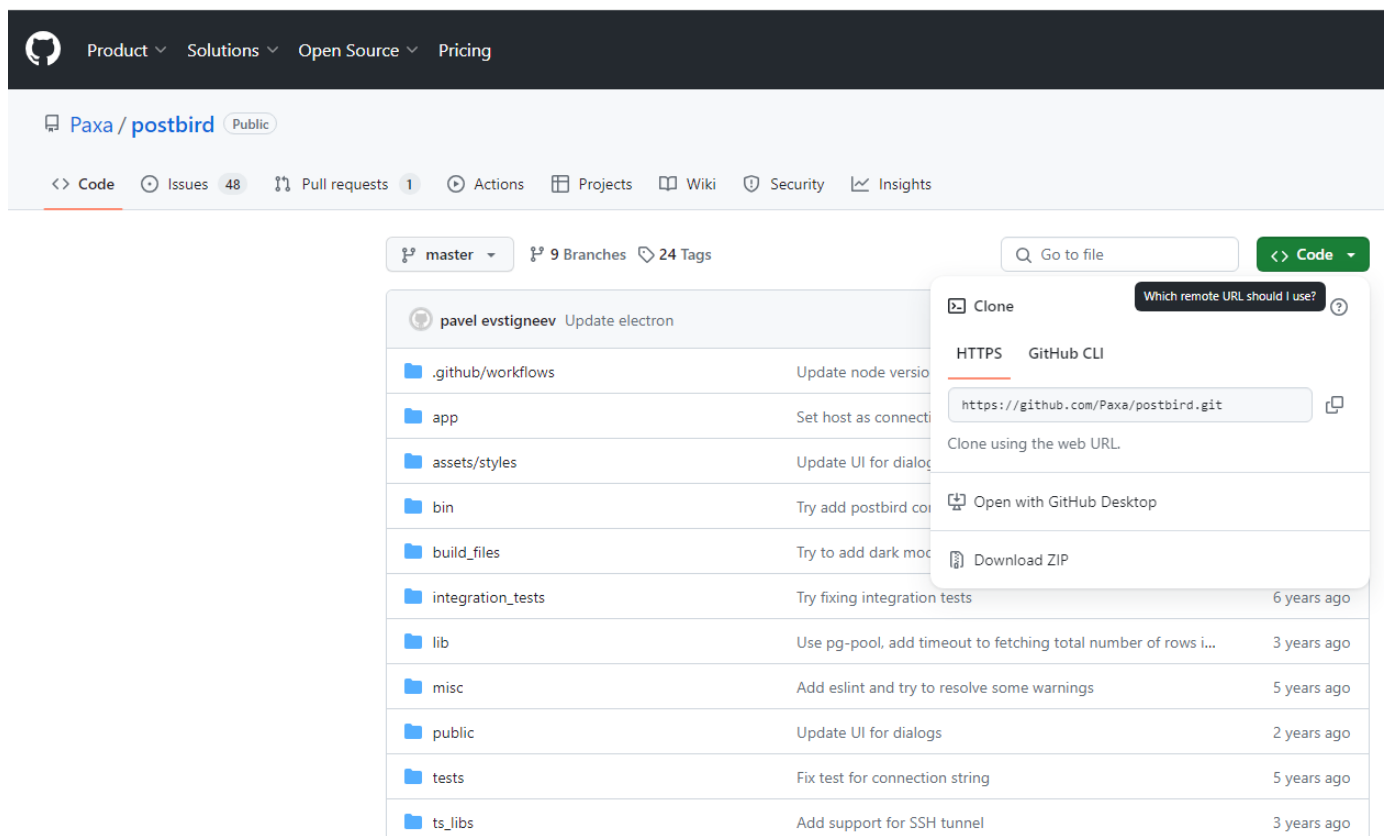 Product Solutions Open Source Pricing
Paxa / postbird Public
Code Issues 48 Pull requests 1 Actions Projects Wiki Security Insights
master 9 Branches 24 Tags Go to file Code
Which remote URL should I use?
Clone
pavel evstigneev Update electron
HTTPS GitHub CLI
.github/workflows Update node versio
https://github.com/Paxa/postbird.git
app Set host as connecti
Clone using the web URL.
assets/styles Update UI for dialog
bin Try add postbird co
Open with GitHub Desktop
build_files Try to add dark mod
Download ZIP
integration_tests Try fixing integration tests 6 years ago
lib Use pg-pool, add timeout to fetching total number of rows i... 3 years ago
misc Add eslint and try to resolve some warnings 5 years ago
public Update UI for dialogs 2 years ago
tests Fix test for connection string 5 years ago
ts_libs Add support for SSH tunnel 3 years ago